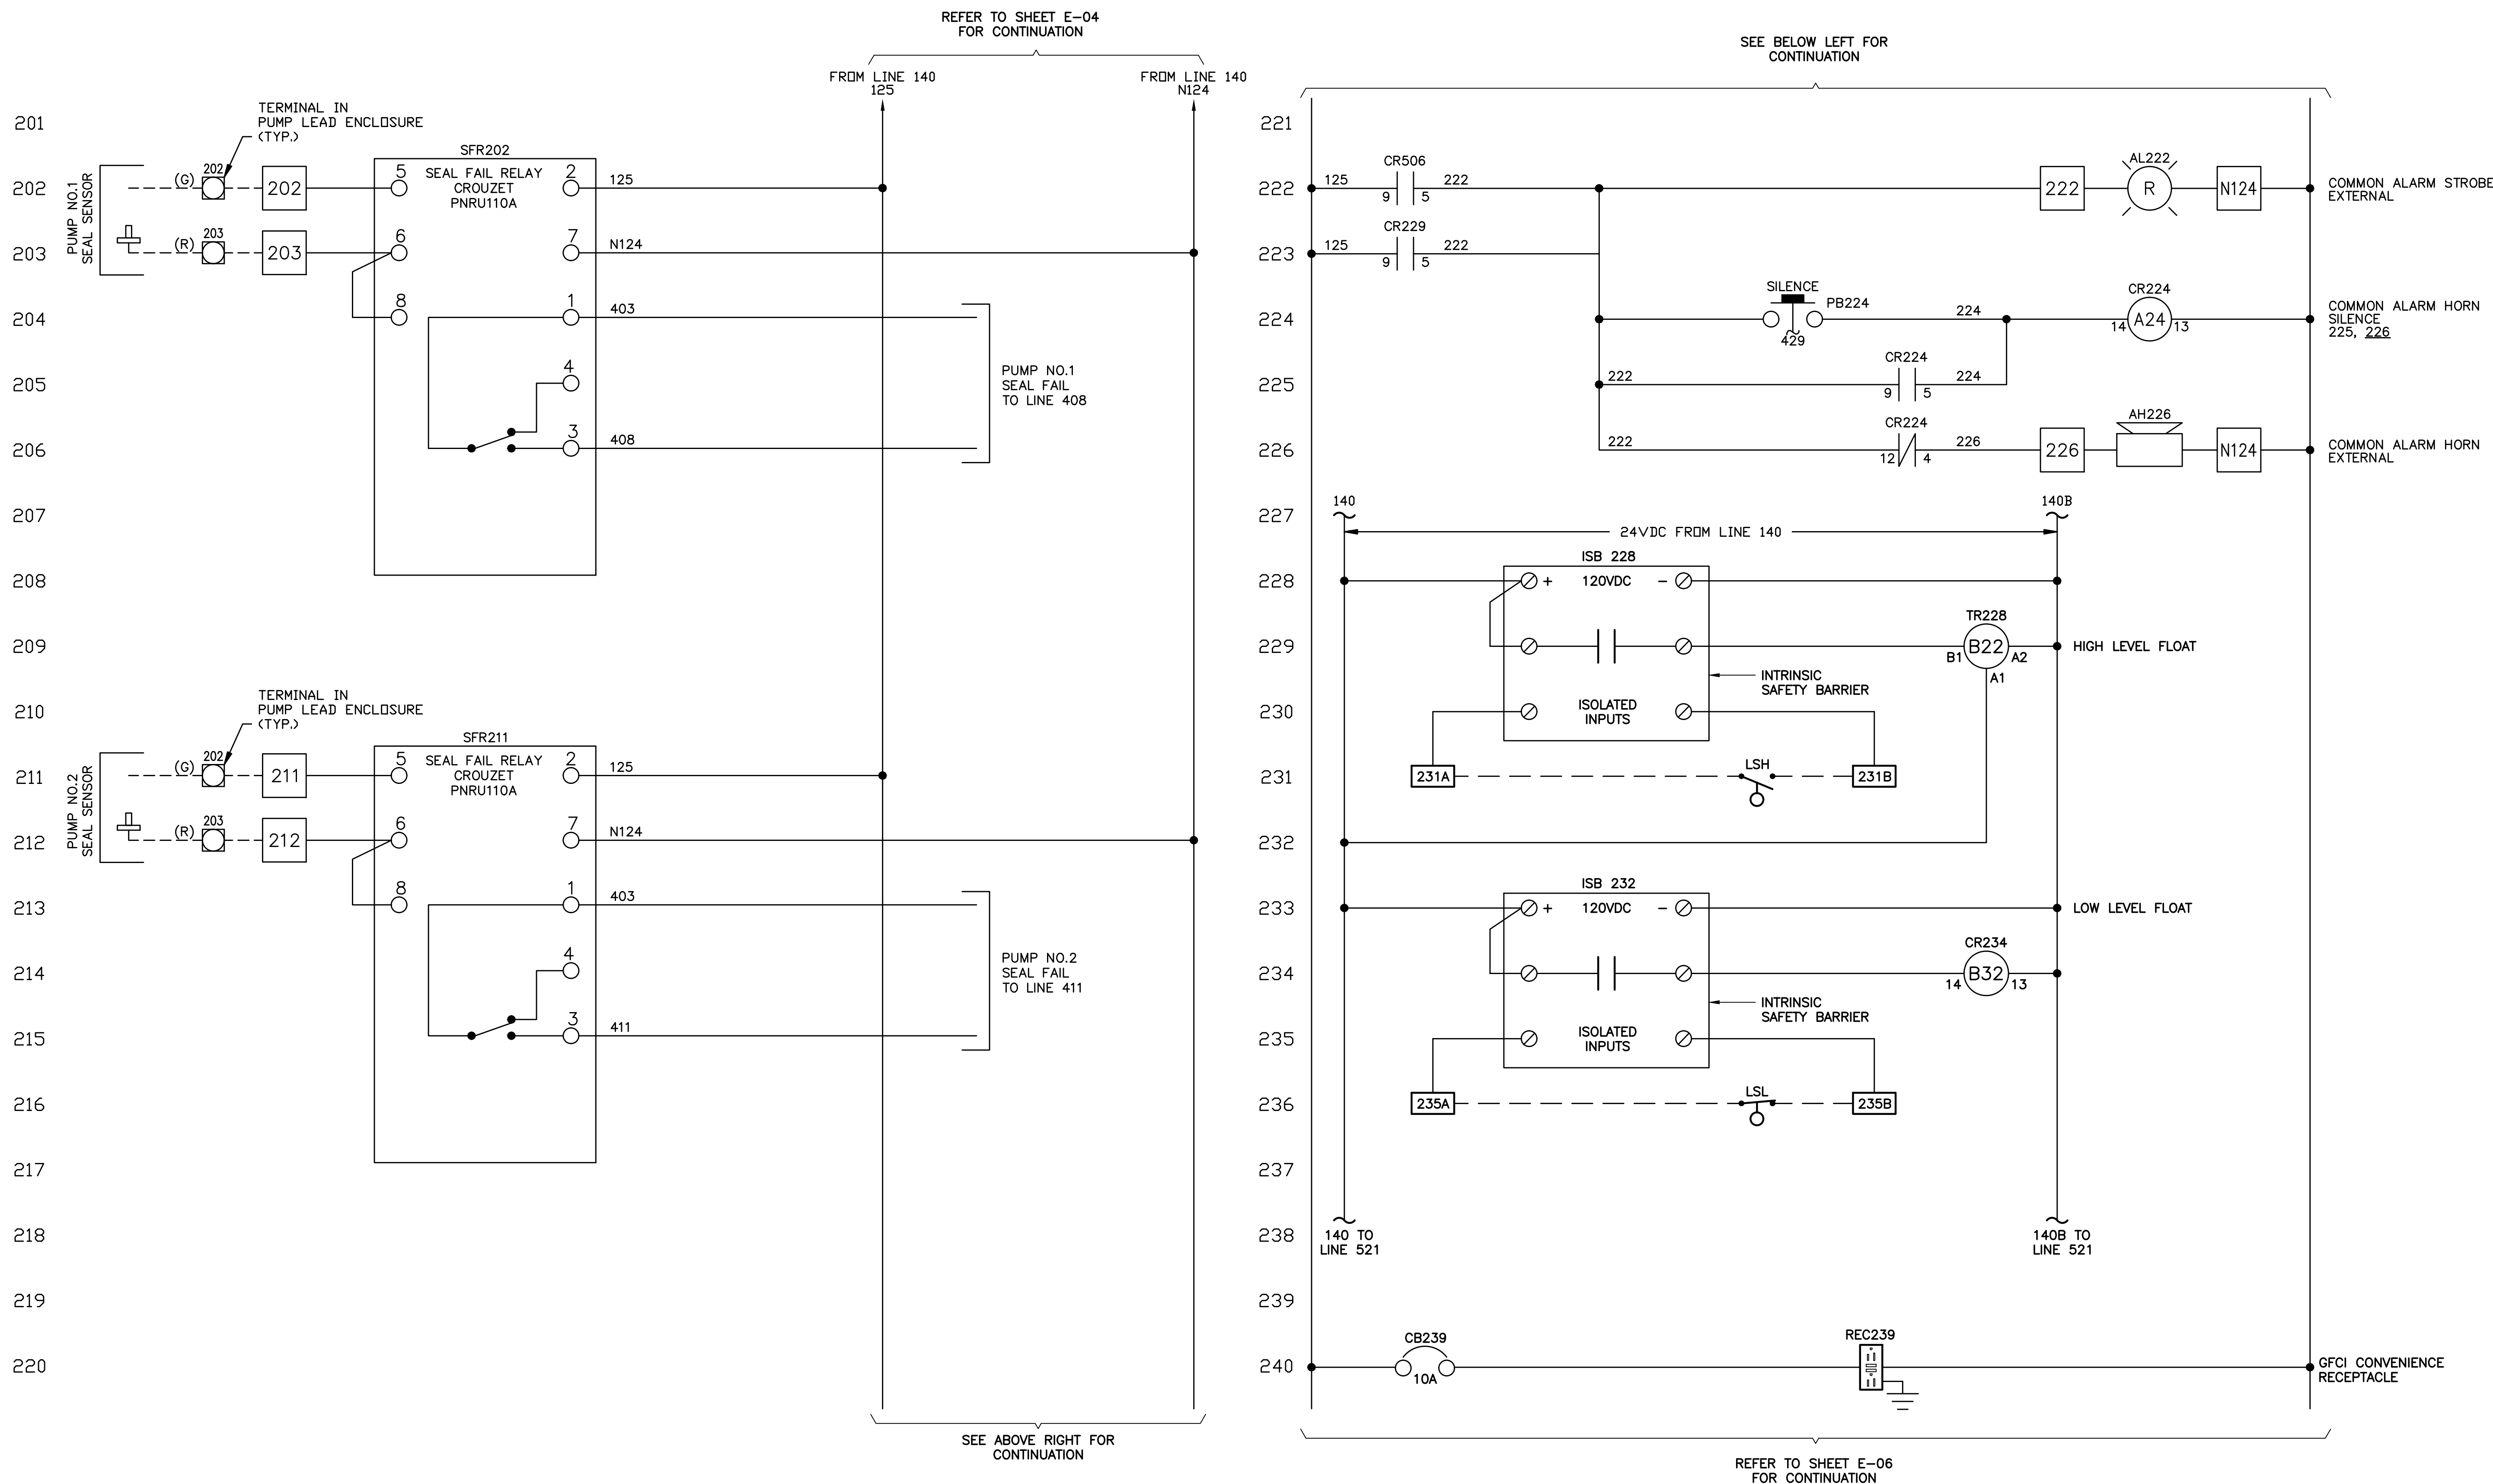 REFER TO SHEET E-04
FOR CONTINUATION
FROM LINE 140
125
FROM LINE 140
N124
201
TERMINAL IN
PUMP LEAD ENCLOSURE
(TYP.)
SFR202
202
PUMP NO.1
SEAL SENSOR
(G)
202
202
5
SEAL FAIL RELAY
CROUZET
PNRU110A
2
125
203
(R)
203
203
6
7
N124
204
8
1
403
205
4
PUMP NO.1
SEAL FAIL
TO LINE 408
206
3
408
207
208
209
210
TERMINAL IN
PUMP LEAD ENCLOSURE
(TYP.)
SFR211
211
PUMP NO.2
SEAL SENSOR
(G)
202
211
5
SEAL FAIL RELAY
CROUZET
PNRU110A
2
125
212
(R)
203
212
6
7
N124
213
8
1
403
214
4
PUMP NO.2
SEAL FAIL
TO LINE 411
215
3
411
216
217
218
219
220
SEE ABOVE RIGHT FOR
CONTINUATION
SEE BELOW LEFT FOR
CONTINUATION
221
222
125
CR506
9
5
222
222
AL222
R
N124
COMMON ALARM STROBE
EXTERNAL
223
125
CR229
9
5
222
224
SILENCE
PB224
429
224
CR224
14
A24
13
COMMON ALARM HORN
SILENCE
225, 226
225
222
CR224
9
5
224
226
222
CR224
12
4
226
226
AH226
N124
COMMON ALARM HORN
EXTERNAL
227
140
140B
24VDC FROM LINE 140
228
ISB 228
+
120VDC
-
229
TR228
B1
B22
A2
A1
HIGH LEVEL FLOAT
INTRINSIC
SAFETY BARRIER
230
ISOLATED
INPUTS
231
231A
LSH
231B
232
233
ISB 232
+
120VDC
-
LOW LEVEL FLOAT
234
CR234
14
B32
13
INTRINSIC
SAFETY BARRIER
235
ISOLATED
INPUTS
236
235A
LSL
235B
237
238
140 TO
LINE 521
140B TO
LINE 521
239
240
CB239
10A
REC239
GFCI CONVENIENCE
RECEPTACLE
REFER TO SHEET E-06
FOR CONTINUATION